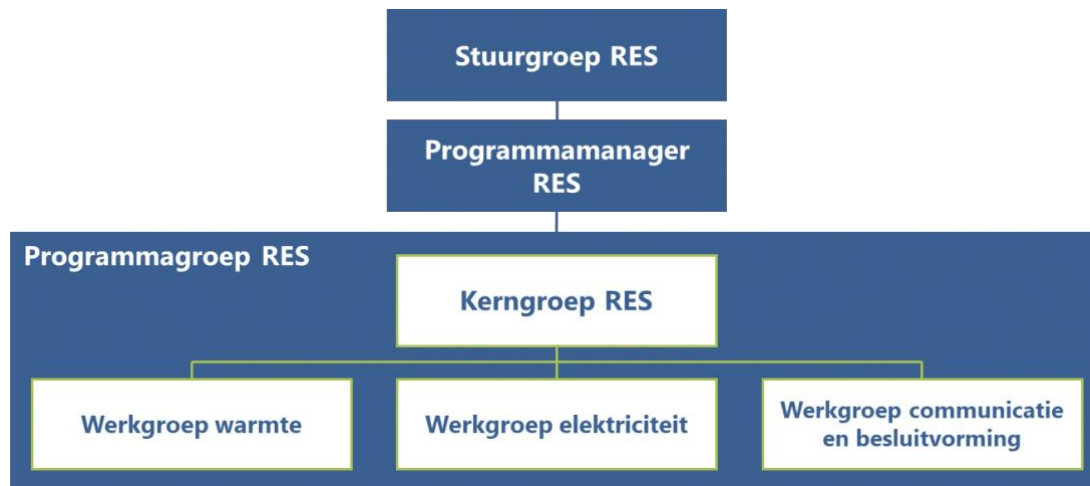 Stuurgroep RES
Programmamanager
RES
Programmagroep RES
Kerngroep RES
Werkgroep warmte
Werkgroep elektriciteit
Werkgroep communicatie
en besluitvorming